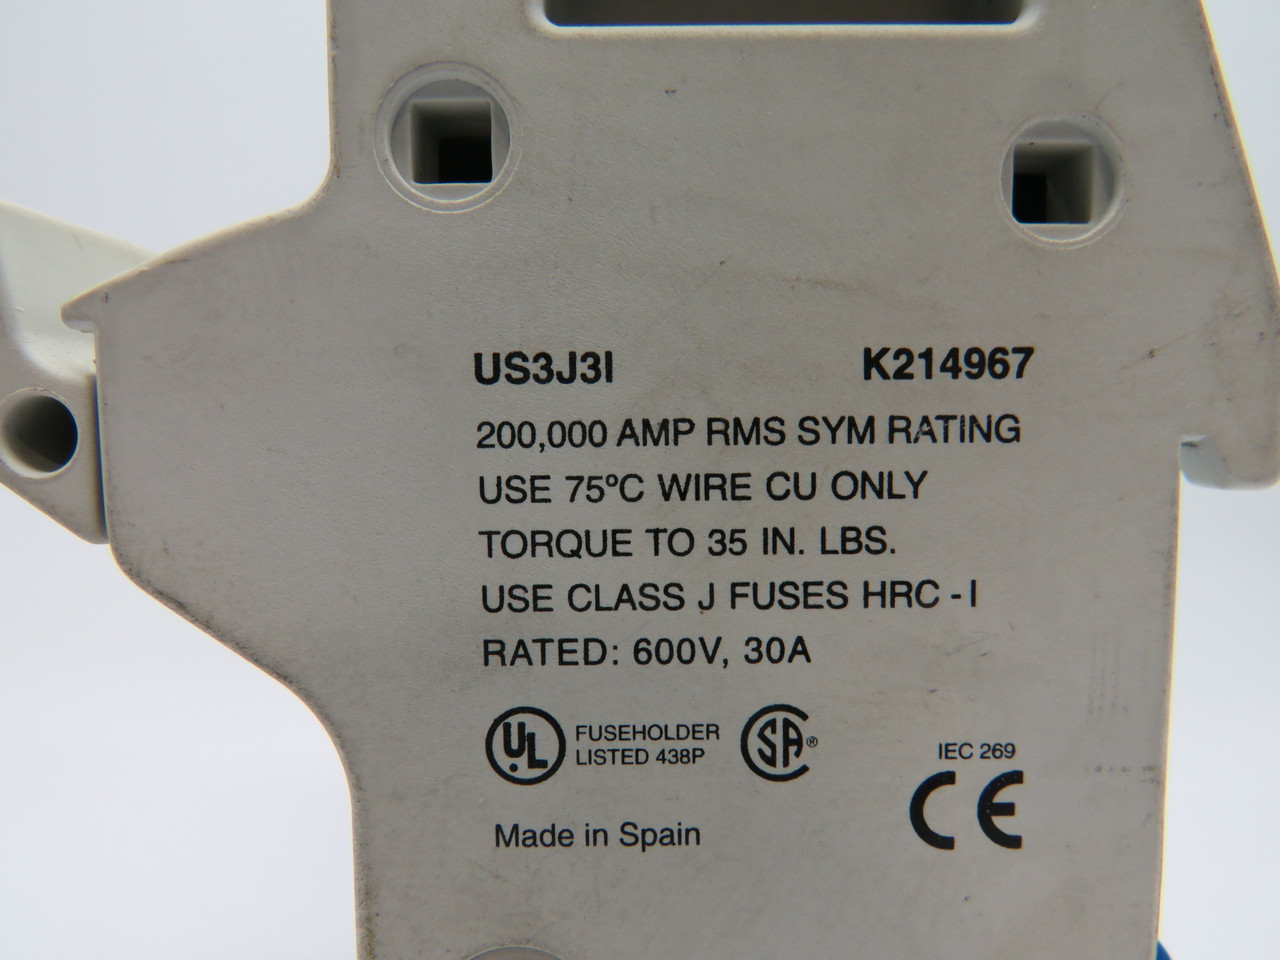 US3J3I K214967
200,000 AMP RMS SYM RATING
USE 75ºC WIRE CU ONLY
TORQUE TO 35 IN. LBS.
USE CLASS J FUSES HRC - I
RATED: 600V, 30A
UL FUSEHOLDER SA®
LISTED 438P
IEC 269
CE
Made in Spain